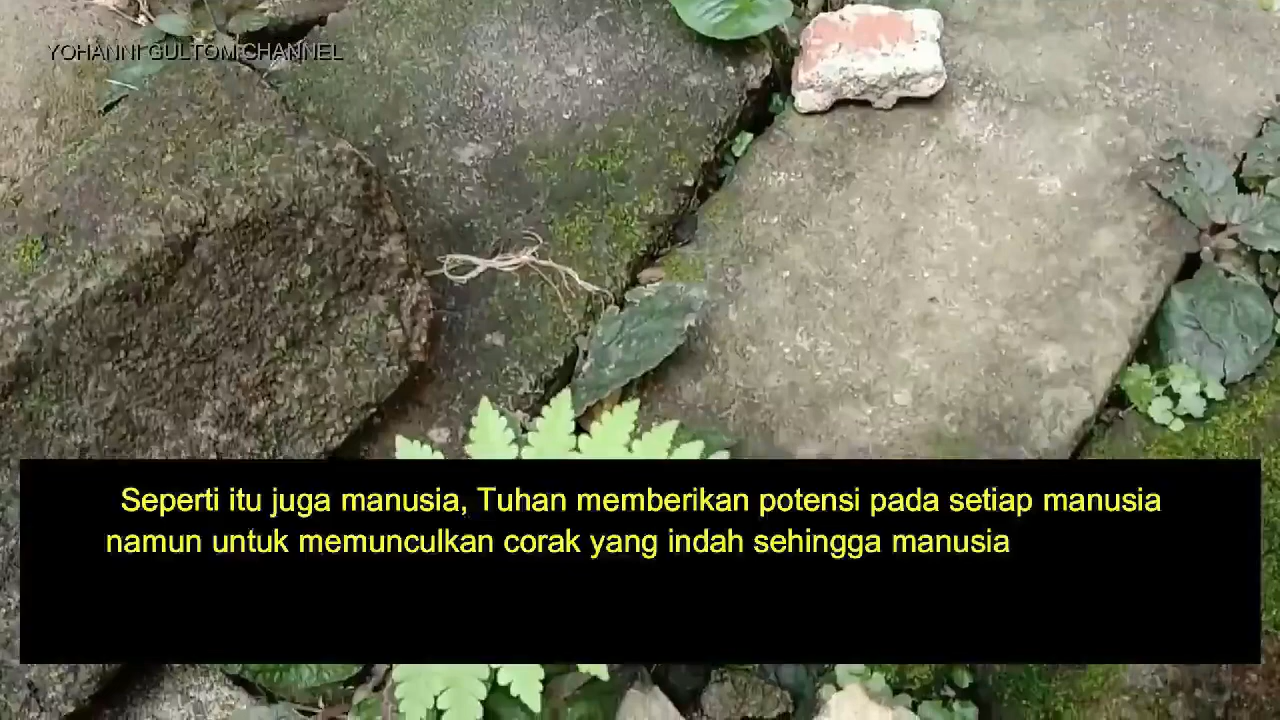 YOHANNI GULTOM CHANNEL
Seperti itu juga manusia, Tuhan memberikan potensi pada setiap manusia
namun untuk memunculkan corak yang indah sehingga manusia